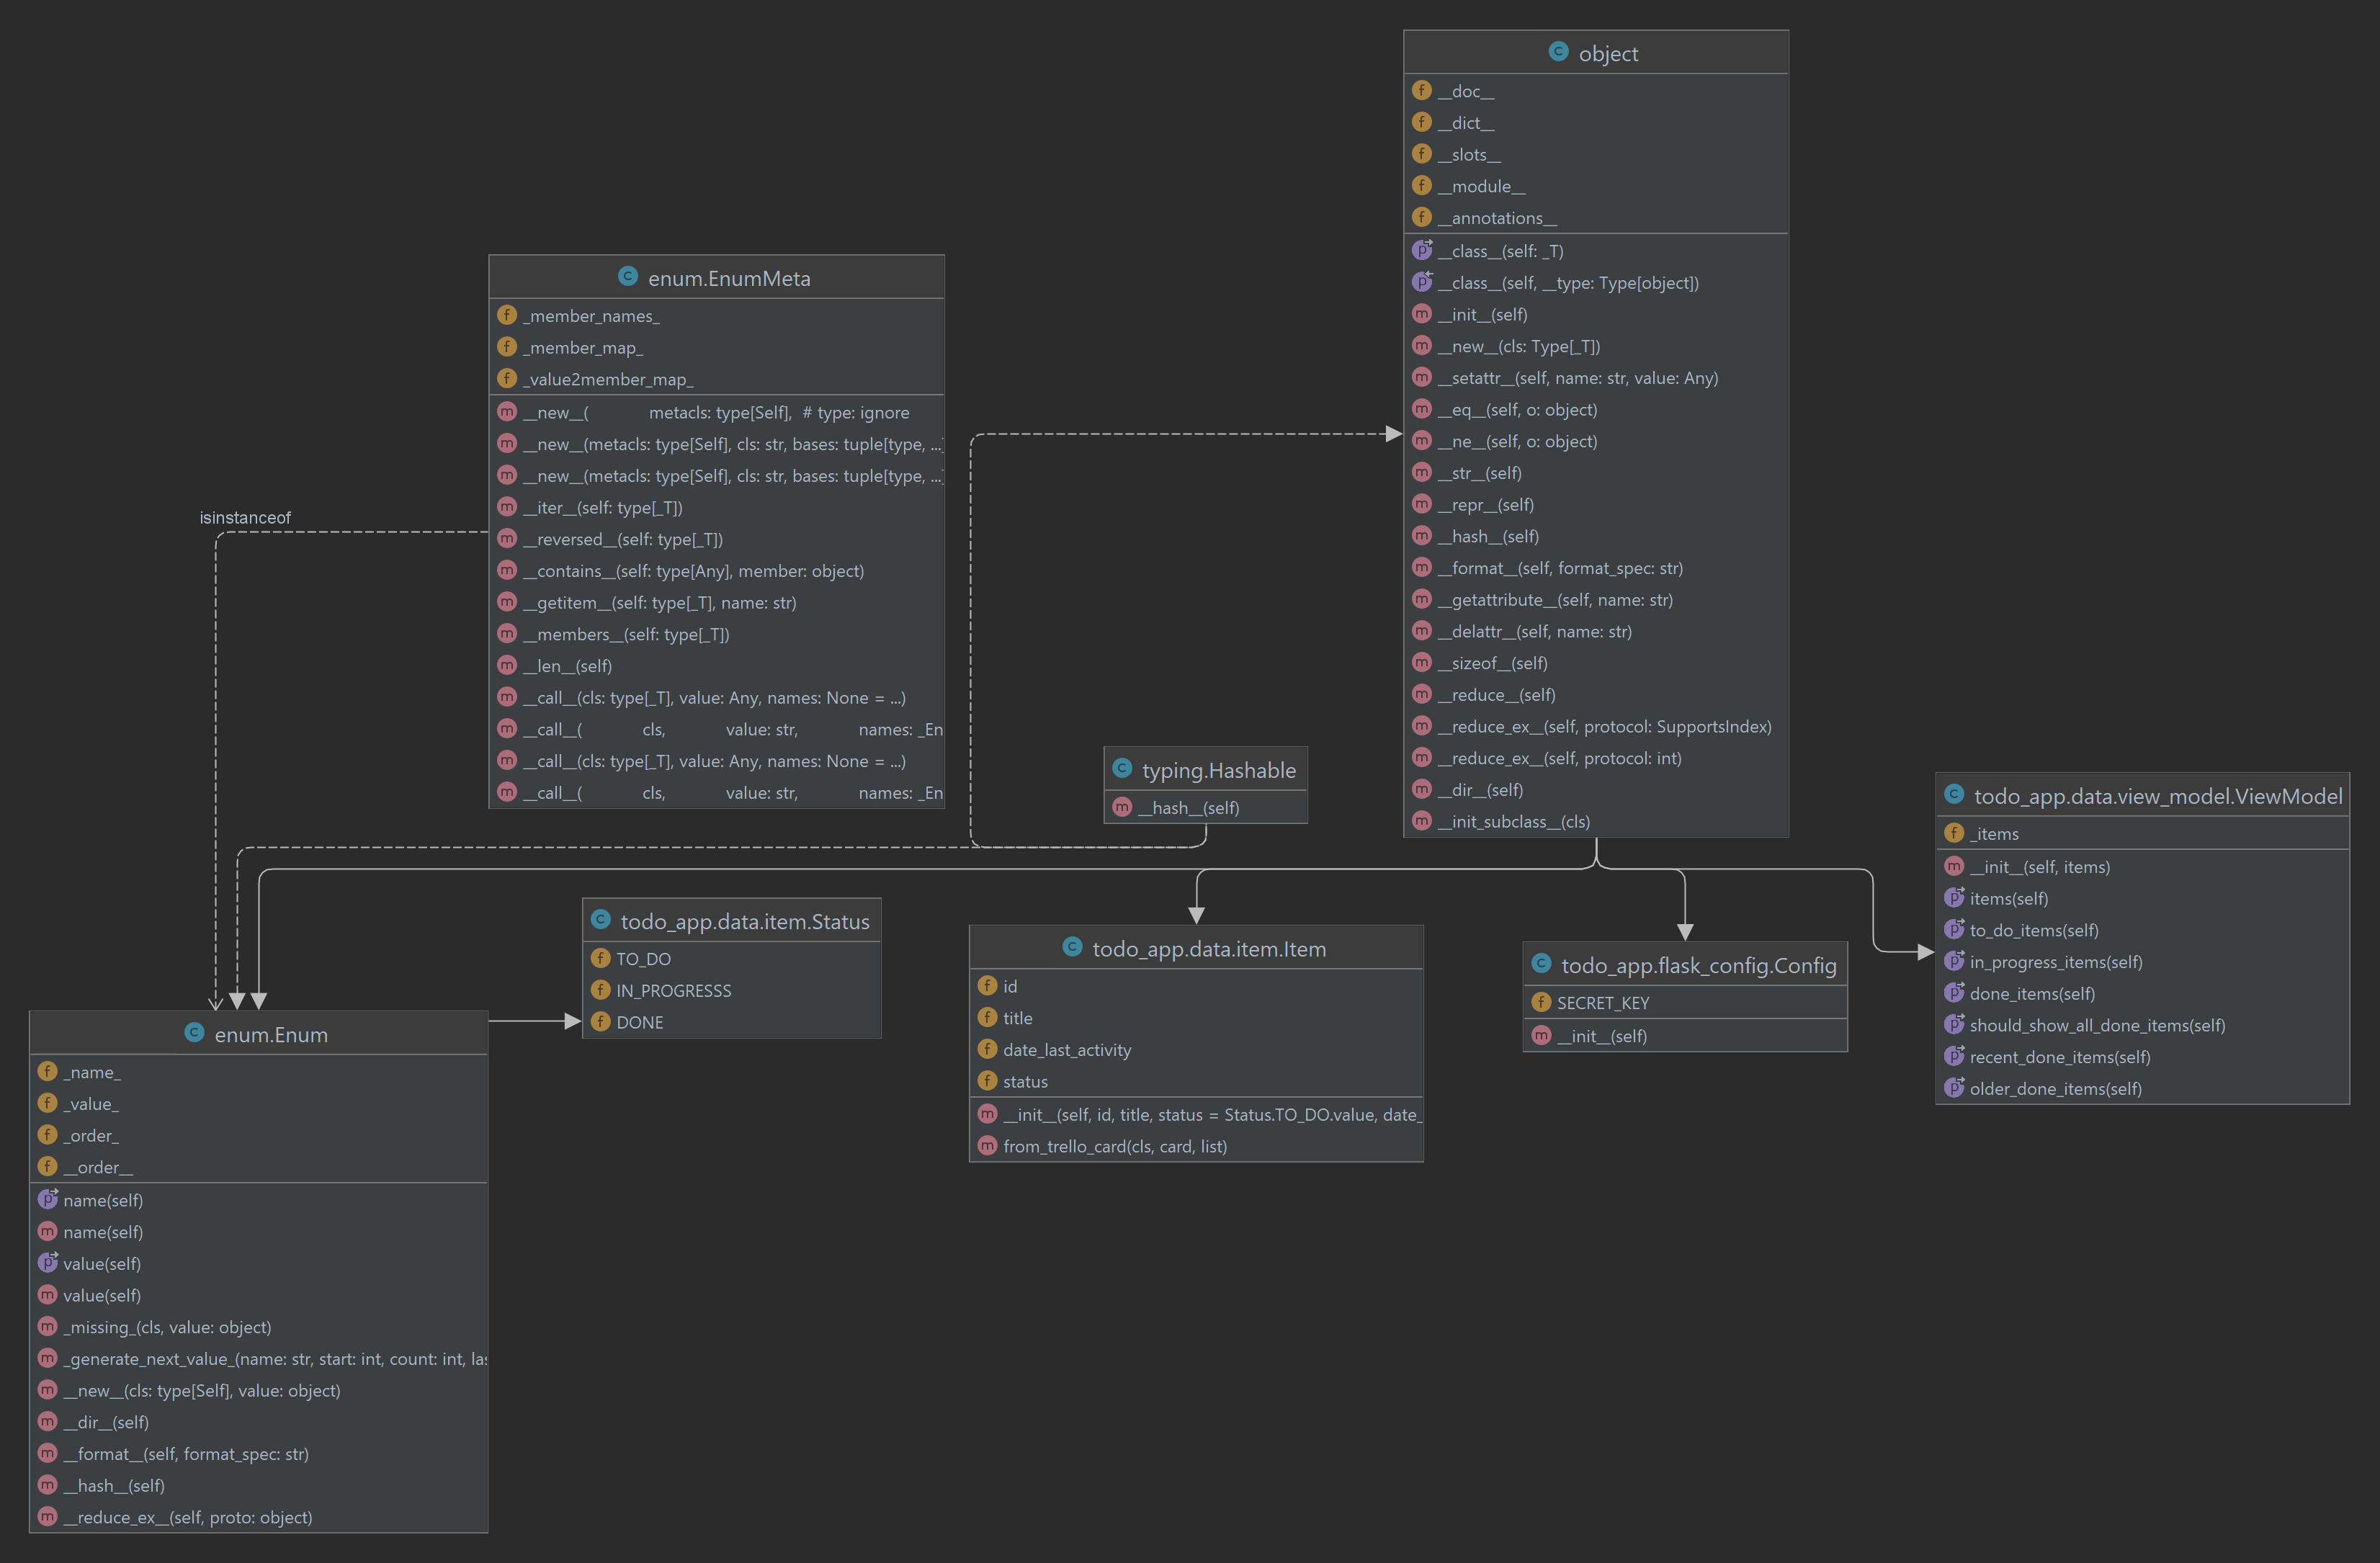 object
__doc__
__dict__
__slots__
__module__
__annotations__
__class__(self: _T)
__class__(self, __type: Type[object])
__init__(self)
__new__(cls: Type[_T])
__setattr__(self, name: str, value: Any)
__eq__(self, o: object)
__ne__(self, o: object)
__str__(self)
__repr__(self)
__hash__(self)
__format__(self, format_spec: str)
__getattribute__(self, name: str)
__delattr__(self, name: str)
__sizeof__(self)
__reduce__(self)
__reduce_ex__(self, protocol: SupportsIndex)
__reduce_ex__(self, protocol: int)
__dir__(self)
__init_subclass__(cls)
enum.EnumMeta
_member_names_
_member_map_
_value2member_map_
__new__( metacls: type[Self], # type: ignore
__new__(metacls: type[Self], cls: str, bases: tuple[type, ...]
__new__(metacls: type[Self], cls: str, bases: tuple[type, ...]
__iter__(self: type[_T])
__reversed__(self: type[_T])
__contains__(self: type[Any], member: object)
__getitem__(self: type[_T], name: str)
__members__(self: type[_T])
__len__(self)
__call__(cls: type[_T], value: Any, names: None = ...)
__call__( cls, value: str, names: _En
__call__(cls: type[_T], value: Any, names: None = ...)
__call__( cls, value: str, names: _En
isinstanceof
typing.Hashable
__hash__(self)
todo_app.data.view_model.ViewModel
_items
__init__(self, items)
items(self)
to_do_items(self)
in_progress_items(self)
done_items(self)
should_show_all_done_items(self)
recent_done_items(self)
older_done_items(self)
todo_app.data.item.Status
TO_DO
IN_PROGRESSS
DONE
todo_app.data.item.Item
id
title
date_last_activity
status
__init__(self, id, title, status = Status.TO_DO.value, date_
from_trello_card(cls, card, list)
todo_app.flask_config.Config
SECRET_KEY
__init__(self)
enum.Enum
_name_
_value_
_order_
__order__
name(self)
name(self)
value(self)
value(self)
_missing_(cls, value: object)
_generate_next_value_(name: str, start: int, count: int, las
__new__(cls: type[Self], value: object)
__dir__(self)
__format__(self, format_spec: str)
__hash__(self)
__reduce_ex__(self, proto: object)